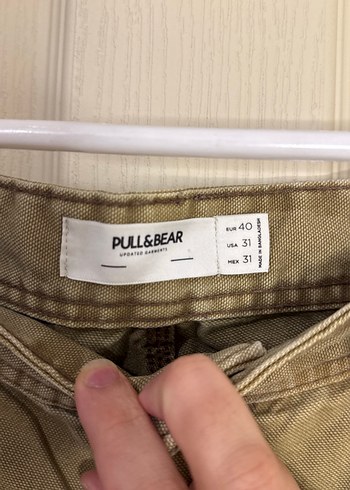 PULL&BEAR
UPDATED GARMENTS
EUR 40
USA 31
MEX 31
MADE IN BANGLADESH